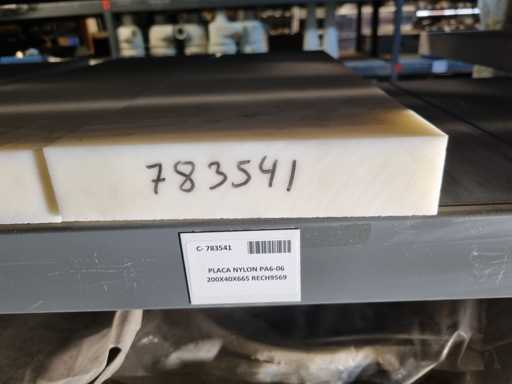 783541
C- 783541
PLACA NYLON PA6-06
200X40X665 RECH9569